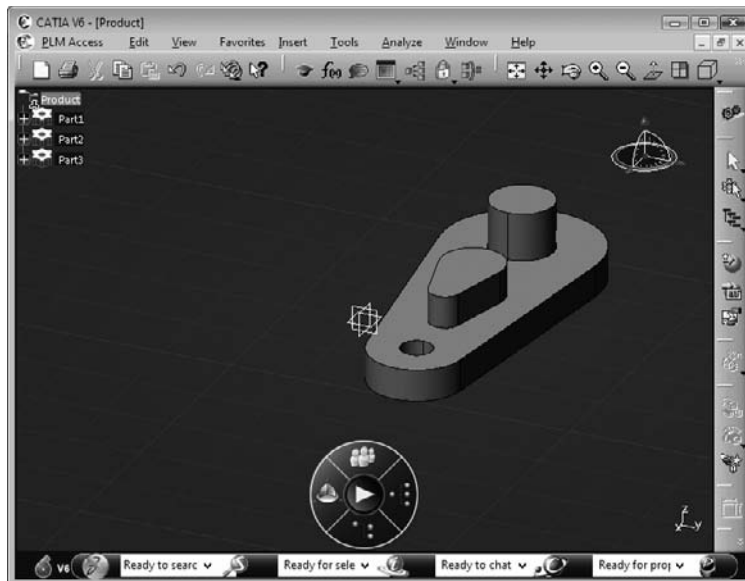 CATIA V6 - [Product]
PLM Access Edit View Favorites Insert Tools Analyze Window Help
f(x)
Product
Part1
Part2
Part3
z
x y
V6 Ready to searc Ready for sele Ready to chat Ready for proj